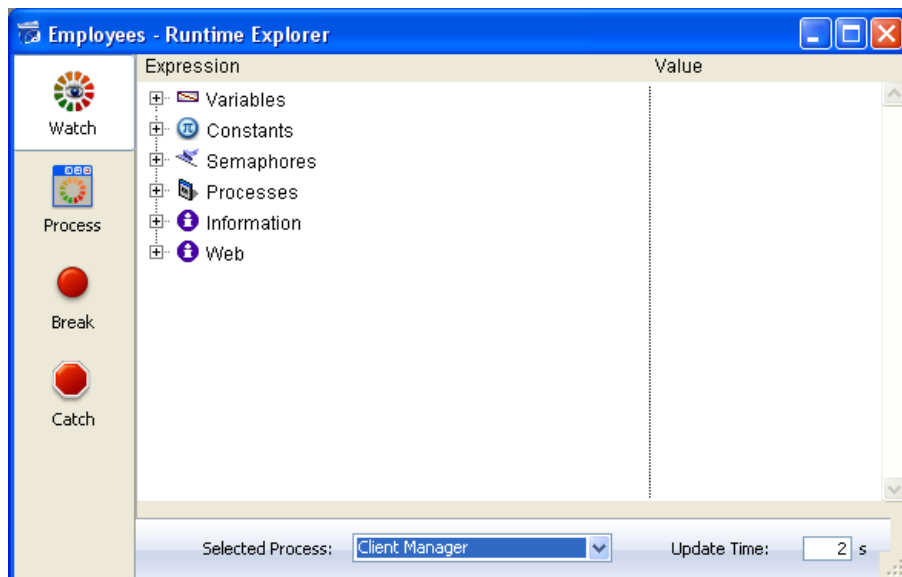 Employees - Runtime Explorer
Expression Value
Watch
Variables
Constants
Semaphores
Processes
Information
Web
Process
Break
Catch
Selected Process: Client Manager Update Time: 2 s